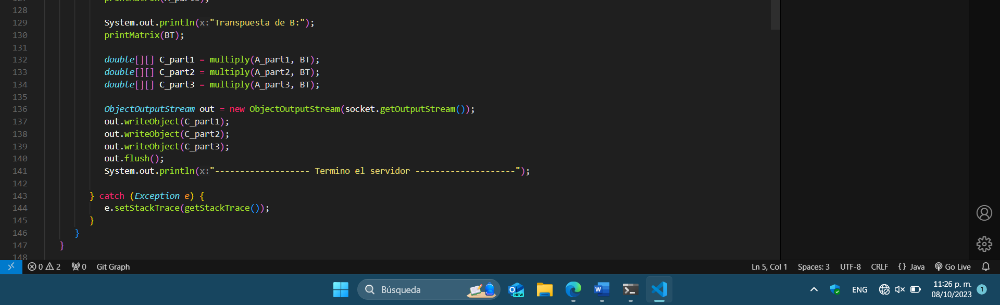 127 printMatrix(A_part3);
128
129 System.out.println(x:"Transpuesta de B:");
130 printMatrix(BT);
131
132 double[][] C_part1 = multiply(A_part1, BT);
133 double[][] C_part2 = multiply(A_part2, BT);
134 double[][] C_part3 = multiply(A_part3, BT);
135
136 ObjectOutputStream out = new ObjectOutputStream(socket.getOutputStream());
137 out.writeObject(C_part1);
138 out.writeObject(C_part2);
139 out.writeObject(C_part3);
140 out.flush();
141 System.out.println(x:"------------------- Termino el servidor --------------------");
142
143 } catch (Exception e) {
144 e.setStackTrace(getStackTrace());
145 }
146 }
147 }
148
0 2 0 Git Graph Ln 5, Col 1 Spaces: 3 UTF-8 CRLF {} Java Go Live
Búsqueda NEW ENG 11:26 p. m. 1
08/10/2023